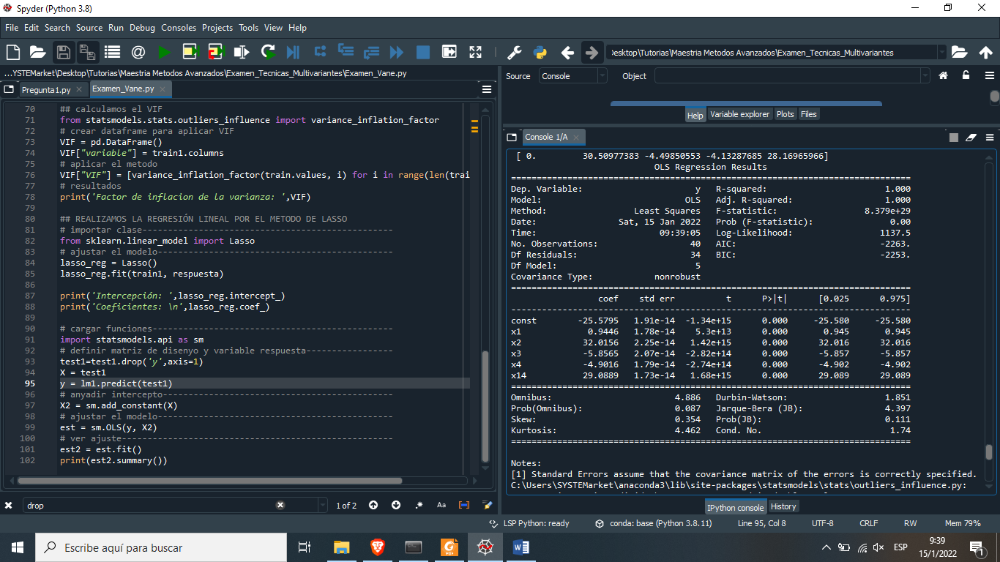 Spyder (Python 3.8)
File Edit Search Source Run Debug Consoles Projects Tools View Help
Desktop\Tutorias\Maestria Metodos Avanzados\Examen_Tecnicas_Multivariantes
...YSTEMarket\Desktop\Tutorias\Maestria Metodos Avanzados\Examen_Tecnicas_Multivariantes\Examen_Vane.py
Pregunta1.py
Examen_Vane.py
70 ## calculamos el VIF
71 from statsmodels.stats.outliers_influence import variance_inflation_factor
72 # crear dataframe para aplicar VIF
73 VIF = pd.DataFrame()
74 VIF["variable"] = train1.columns
75 # aplicar el metodo
76 VIF["VIF"] = [variance_inflation_factor(train.values, i) for i in range(len(trai
77 # resultados
78 print('Factor de inflacion de la varianza: ',VIF)
79
80 ## REALIZAMOS LA REGRESIÓN LINEAL POR EL METODO DE LASSO
81 # importar clase----------------------------------------------
82 from sklearn.linear_model import Lasso
83 # ajustar el modelo-------------------------------------------
84 lasso_reg = Lasso()
85 lasso_reg.fit(train1, respuesta)
86
87 print('Intercepción: ',lasso_reg.intercept_)
88 print('Coeficientes: \n',lasso_reg.coef_)
89
90 # cargar funciones--------------------------------------------
91 import statsmodels.api as sm
92 # definir matriz de disenyo y variable respuesta----------------
93 test1=test1.drop('y',axis=1)
94 X = test1
95 y = lm1.predict(test1)
96 # anyadir intercepto------------------------------------------
97 X2 = sm.add_constant(X)
98 # ajustar el modelo-------------------------------------------
99 est = sm.OLS(y, X2)
100 # ver ajuste-------------------------------------------------
101 est2 = est.fit()
102 print(est2.summary())
drop
1 of 2
Aa
Source Console Object
Help Variable explorer Plots Files
Console 1/A
[ 0. 30.50977383 -4.49850553 -4.13287685 28.16965966]
OLS Regression Results
==============================================================================
Dep. Variable: y R-squared: 1.000
Model: OLS Adj. R-squared: 1.000
Method: Least Squares F-statistic: 8.379e+29
Date: Sat, 15 Jan 2022 Prob (F-statistic): 0.00
Time: 09:39:05 Log-Likelihood: 1137.5
No. Observations: 40 AIC: -2263.
Df Residuals: 34 BIC: -2253.
Df Model: 5
Covariance Type: nonrobust
==============================================================================
coef std err t P>|t| [0.025 0.975]
------------------------------------------------------------------------------
const -25.5795 1.91e-14 -1.34e+15 0.000 -25.580 -25.580
x1 0.9446 1.78e-14 5.3e+13 0.000 0.945 0.945
x2 32.0156 2.25e-14 1.42e+15 0.000 32.016 32.016
x3 -5.8565 2.07e-14 -2.82e+14 0.000 -5.857 -5.857
x4 -4.9016 1.79e-14 -2.74e+14 0.000 -4.902 -4.902
x14 29.0889 1.73e-14 1.68e+15 0.000 29.089 29.089
==============================================================================
Omnibus: 4.886 Durbin-Watson: 1.851
Prob(Omnibus): 0.087 Jarque-Bera (JB): 4.397
Skew: 0.354 Prob(JB): 0.111
Kurtosis: 4.462 Cond. No. 1.74
==============================================================================
Notes:
[1] Standard Errors assume that the covariance matrix of the errors is correctly specified.
C:\Users\SYSTEMarket\anaconda3\lib\site-packages\statsmodels\stats\outliers_influence.py:
IPython console History
LSP Python: ready conda: base (Python 3.8.11) Line 95, Col 8 UTF-8 CRLF RW Mem 79%
Escribe aquí para buscar
PDF
W
ESP
9:39
15/1/2022
1